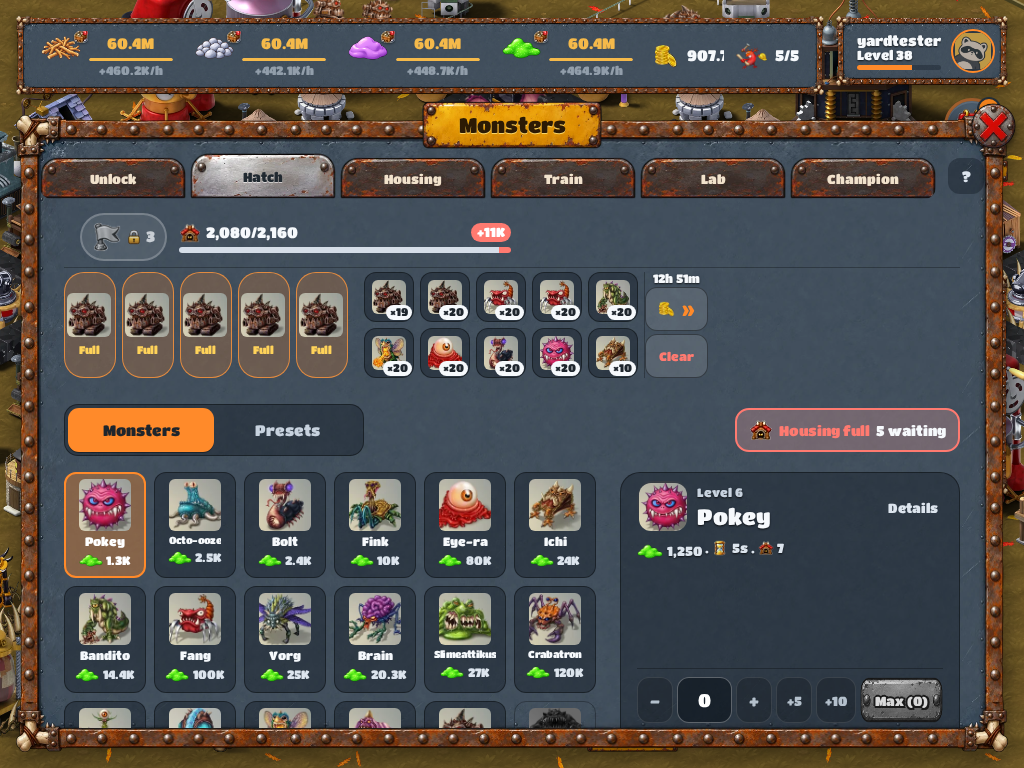 60.4M
+460.2K/h
60.4M
+442.1K/h
60.4M
+448.7K/h
60.4M
+464.9K/h
907.
5/5
yardtester
Level 38
Monsters
Unlock
Hatch
Housing
Train
Lab
Champion
?
3
2,080/2,160
+11K
Full
Full
Full
Full
Full
×19
×20
×20
×20
×20
×20
×20
×20
×20
×10
12h 51m
Clear
Monsters
Presets
Housing full 5 waiting
Pokey
1.3K
Octo-ooze
2.5K
Bolt
2.4K
Fink
10K
Eye-ra
80K
Ichi
24K
Bandito
14.4K
Fang
100K
Vorg
25K
Brain
20.3K
Slimeattikus
27K
Crabatron
120K
Level 6
Pokey
Details
1,250 · 5s · 7
-
0
+
+5
+10
Max (0)